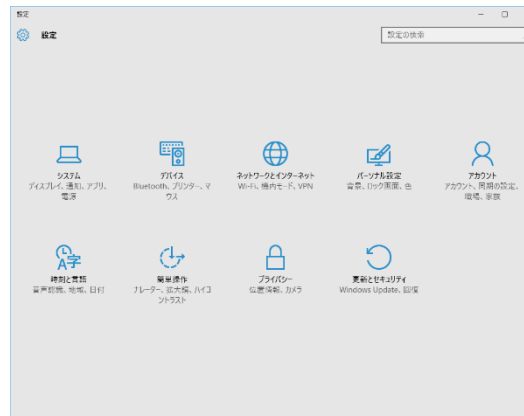 設定
設定
設定の検索
システム
ディスプレイ、通知、アプリ、
電源
デバイス
Bluetooth、プリンター、マ
ウス
ネットワークとインターネット
Wi-Fi、機内モード、VPN
パーソナル設定
背景、ロック画面、色
アカウント
アカウント、同期の設定、
職場、家族
時刻と言語
音声認識、地域、日付
簡単操作
ナレーター、拡大鏡、ハイコ
ントラスト
プライバシー
位置情報、カメラ
更新とセキュリティ
Windows Update、回復